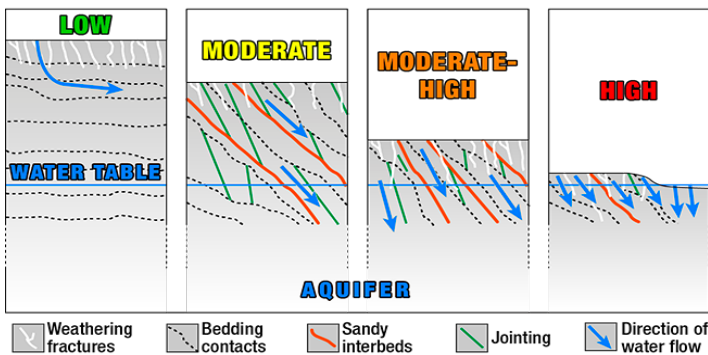 LOW
MODERATE
MODERATE-
HIGH
HIGH
WATER TABLE
AQUIFER
Weathering
fractures
Bedding
contacts
Sandy
interbeds
Jointing
Direction of
water flow